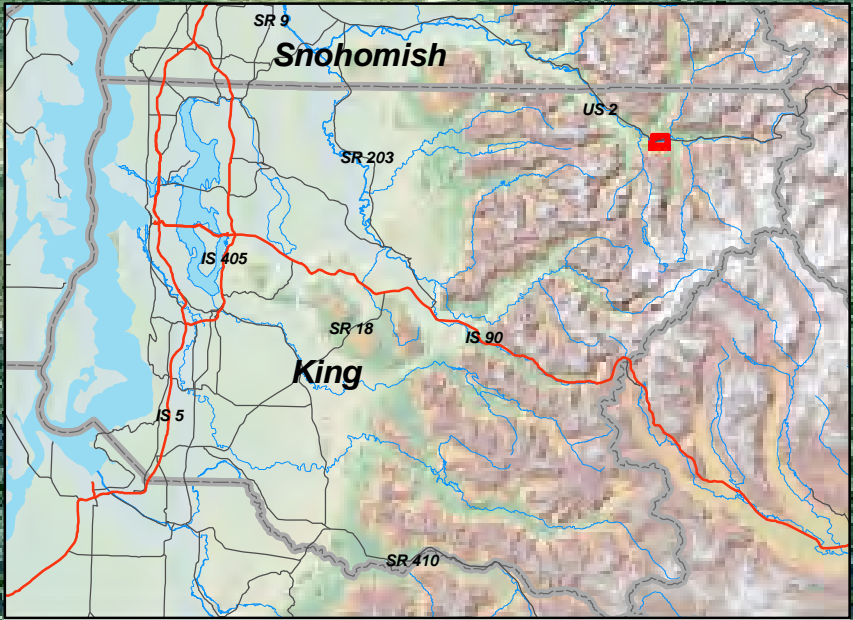 SR 9
Snohomish
US 2
SR 203
IS 405
SR 18
IS 90
King
IS 5
SR 410